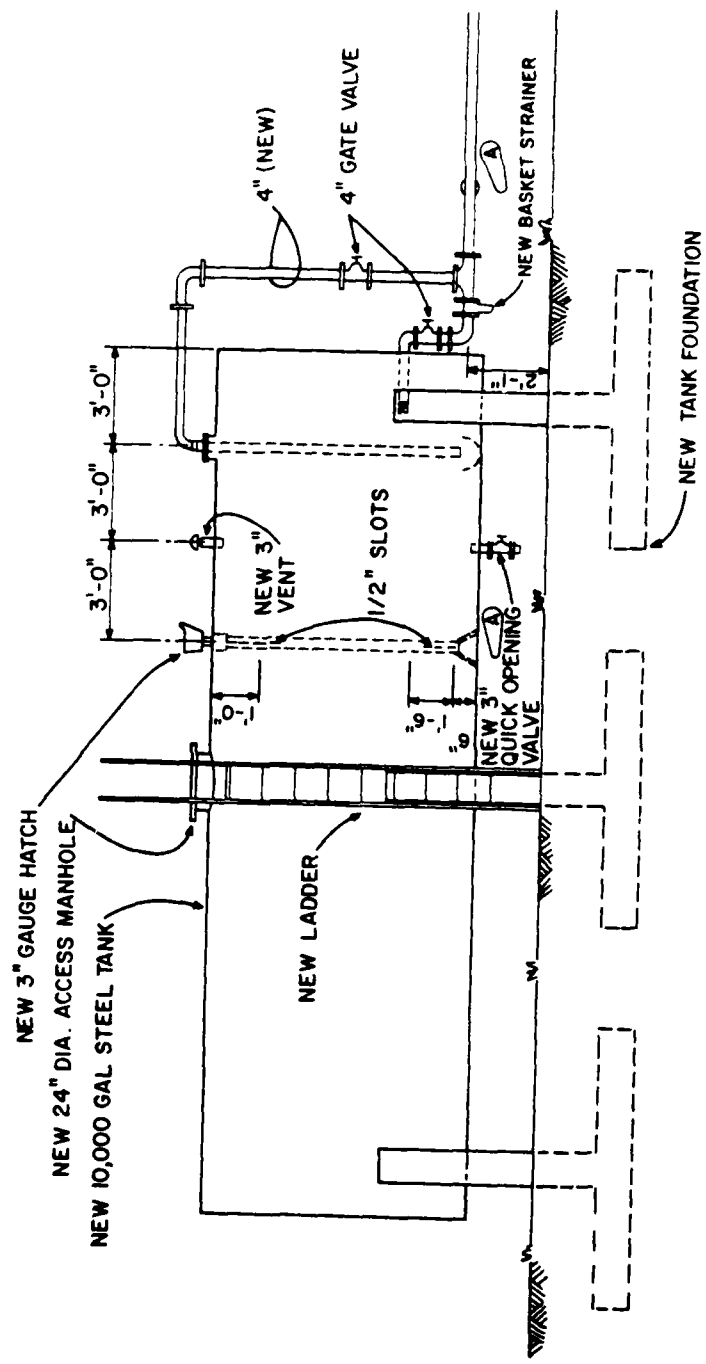 NEW 3" GAUGE HATCH
NEW 24" DIA. ACCESS MANHOLE
NEW 10,000 GAL STEEL TANK
3'-0"
3'-0"
3'-0"
4" (NEW)
4" GATE VALVE
NEW 3"
VENT
1/2" SLOTS
1'-0"
1'-6"
6"
2'-1"
NEW LADDER
NEW 3"
QUICK OPENING
VALVE
A
A
NEW BASKET STRAINER
NEW TANK FOUNDATION